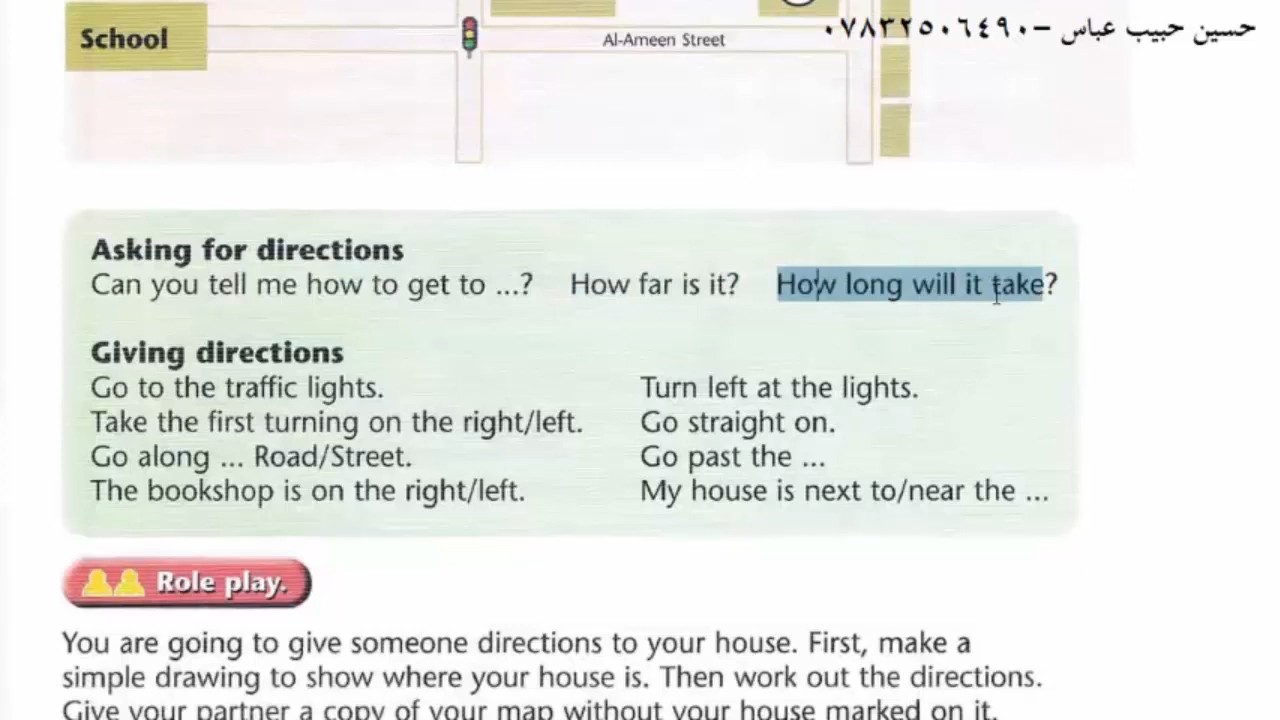 حسين حبيب عباس -٠٧٨٣٢٥٠٦٤٩٠
School
Al-Ameen Street
Asking for directions
Can you tell me how to get to ...? How far is it? How long will it take?
Giving directions
Go to the traffic lights. Turn left at the lights.
Take the first turning on the right/left. Go straight on.
Go along ... Road/Street. Go past the ...
The bookshop is on the right/left. My house is next to/near the ...
Role play.
You are going to give someone directions to your house. First, make a
simple drawing to show where your house is. Then work out the directions.
Give your partner a copy of your map without your house marked on it.